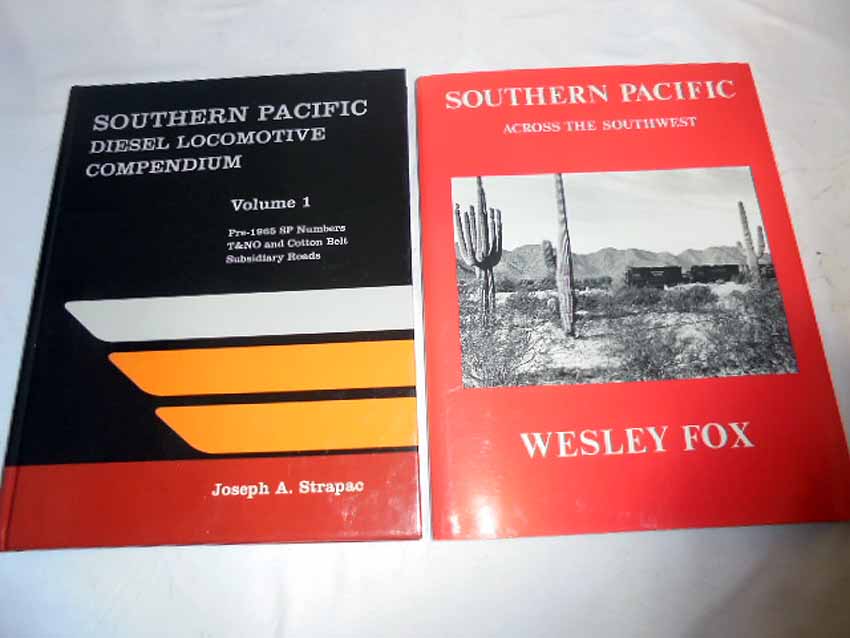 SOUTHERN PACIFIC
DIESEL LOCOMOTIVE
COMPENDIUM
Volume 1
Pre-1965 SP Numbers
T&NO and Cotton Belt
Subsidiary Roads
Joseph A. Strapac
SOUTHERN PACIFIC
ACROSS THE SOUTHWEST
WESLEY FOX